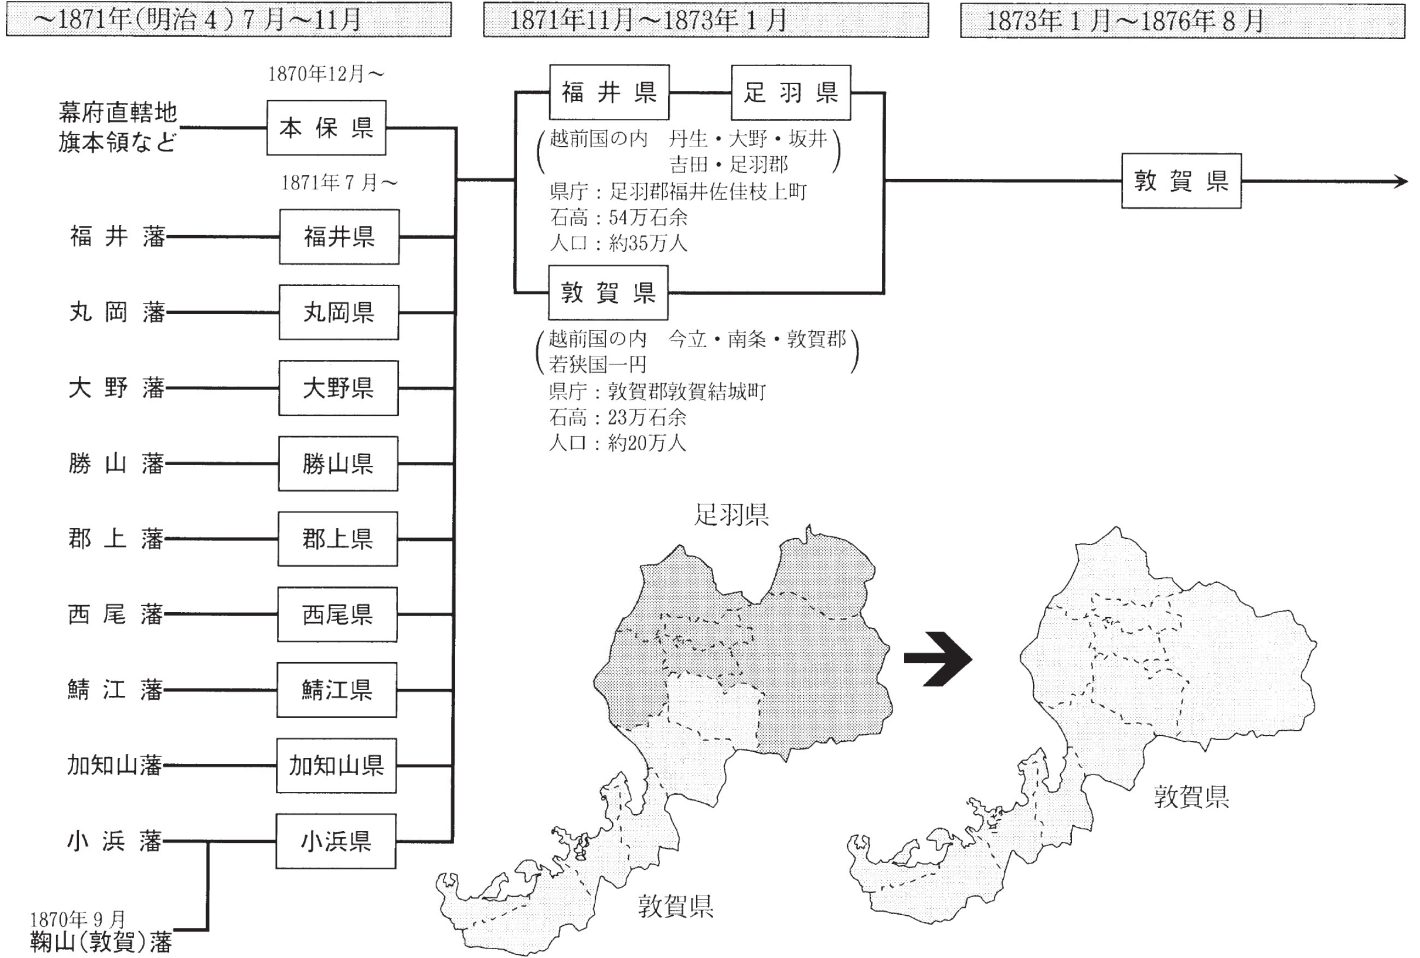 ～1871年(明治４)７月～11月
1871年11月～1873年１月
1873年１月～1876年８月
1870年12月～
幕府直轄地
旗本領など
本保県
1871年７月～
福井藩
福井県
丸岡藩
丸岡県
大野藩
大野県
勝山藩
勝山県
郡上藩
郡上県
西尾藩
西尾県
鯖江藩
鯖江県
加知山藩
加知山県
小浜藩
小浜県
1870年９月
鞠山(敦賀)藩
福井県
足羽県
(越前国の内　丹生・大野・坂井
吉田・足羽郡)
県庁：足羽郡福井佐佳枝上町
石高：54万石余
人口：約35万人
敦賀県
(越前国の内　今立・南条・敦賀郡
若狭国一円)
県庁：敦賀郡敦賀結城町
石高：23万石余
人口：約20万人
敦賀県
足羽県
敦賀県
敦賀県